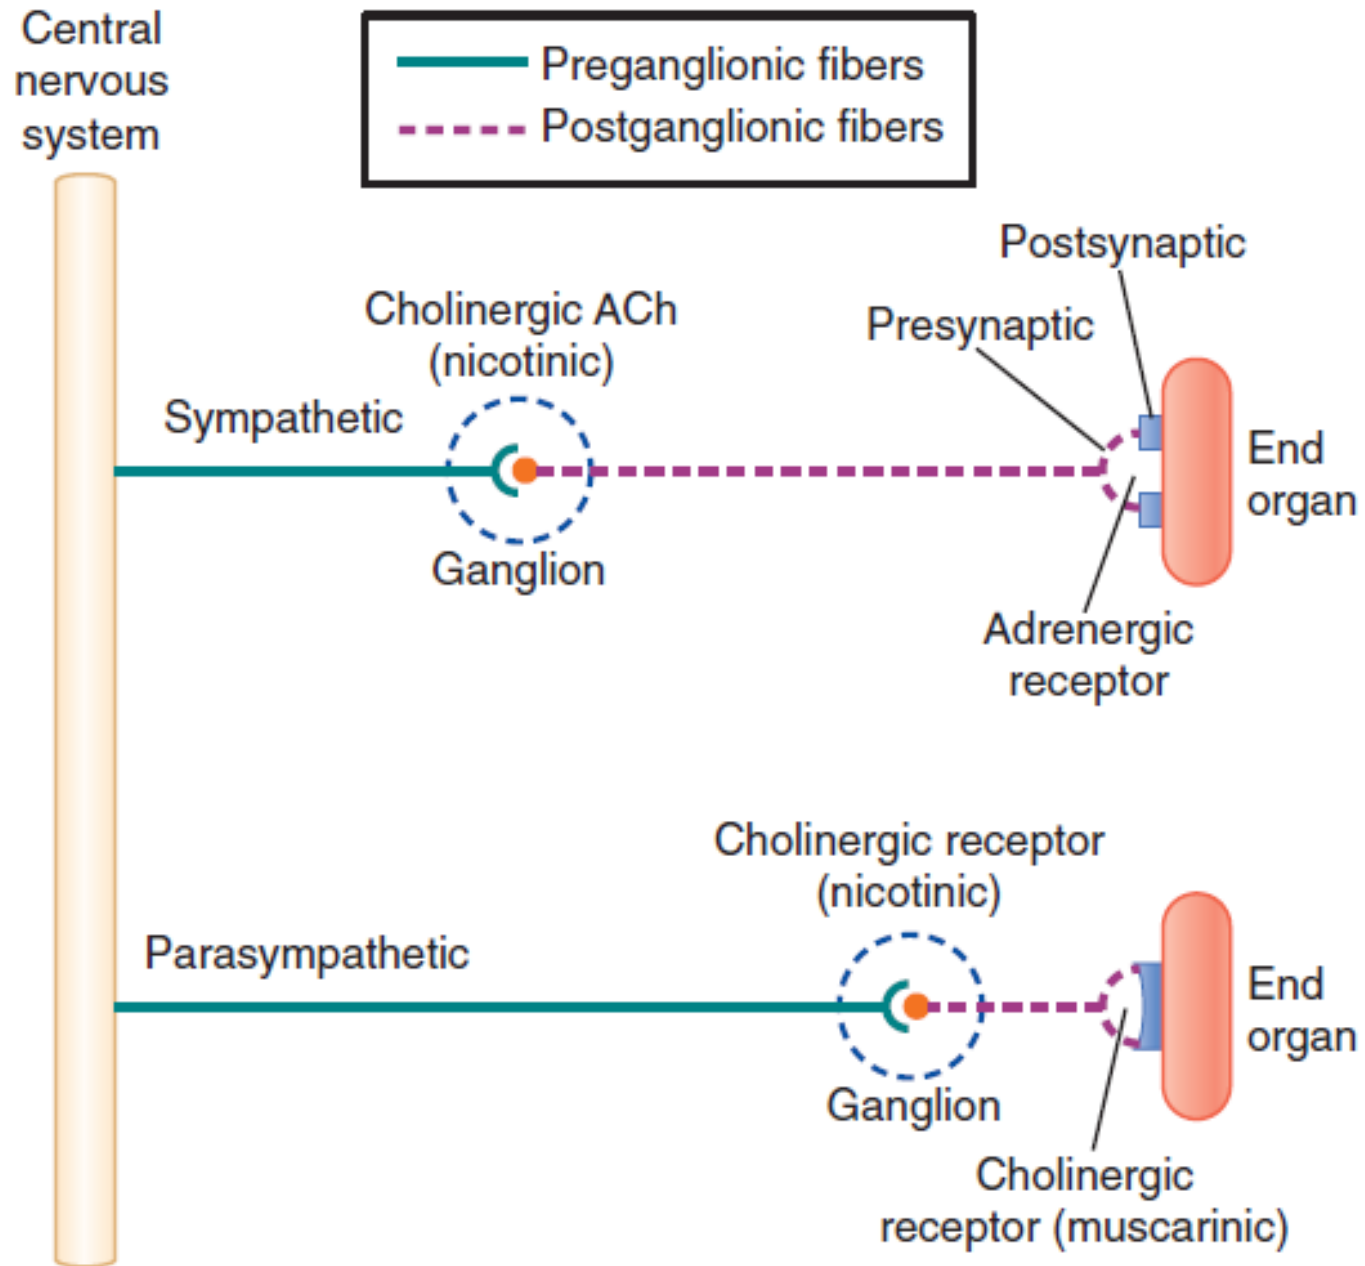 Central
nervous
system
Preganglionic fibers
Postganglionic fibers
Postsynaptic
Presynaptic
Cholinergic ACh
(nicotinic)
Sympathetic
Ganglion
End
organ
Adrenergic
receptor
Cholinergic receptor
(nicotinic)
Parasympathetic
Ganglion
End
organ
Cholinergic
receptor (muscarinic)